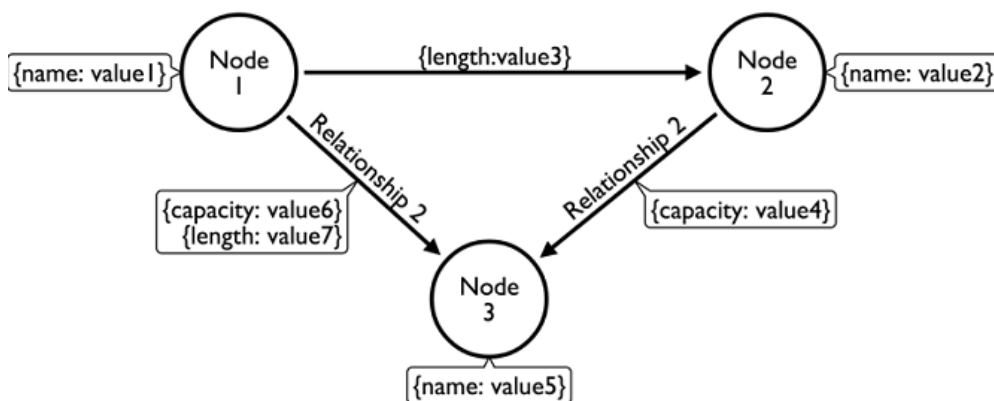 Node
1
{name: value1}
{length:value3}
Node
2
{name: value2}
Relationship 2
{capacity: value6}
{length: value7}
Relationship 2
{capacity: value4}
Node
3
{name: value5}